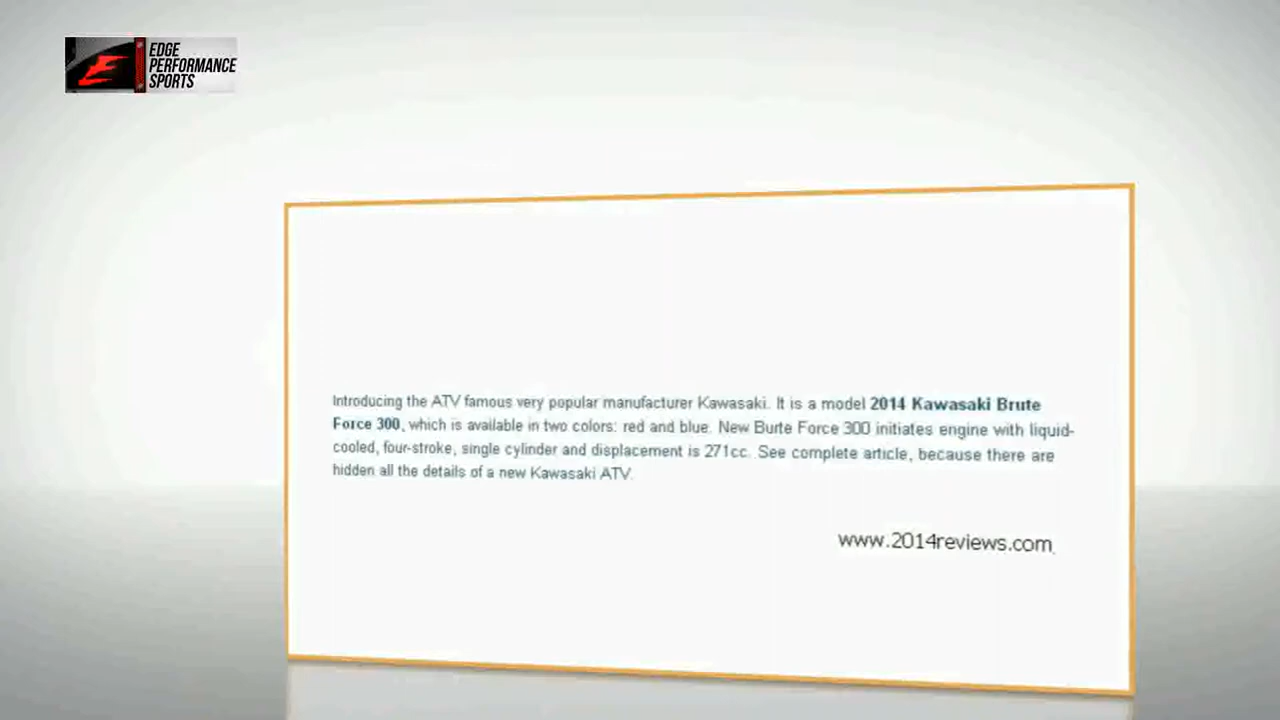 EDGE
PERFORMANCE
SPORTS
Introducing the ATV famous very popular manufacturer Kawasaki. It is a model 2014 Kawasaki Brute
Force 300, which is available in two colors: red and blue. New Burte Force 300 initiates engine with liquid-
cooled, four-stroke, single cylinder and displacement is 271cc. See complete article, because there are
hidden all the details of a new Kawasaki ATV.
www.2014reviews.com